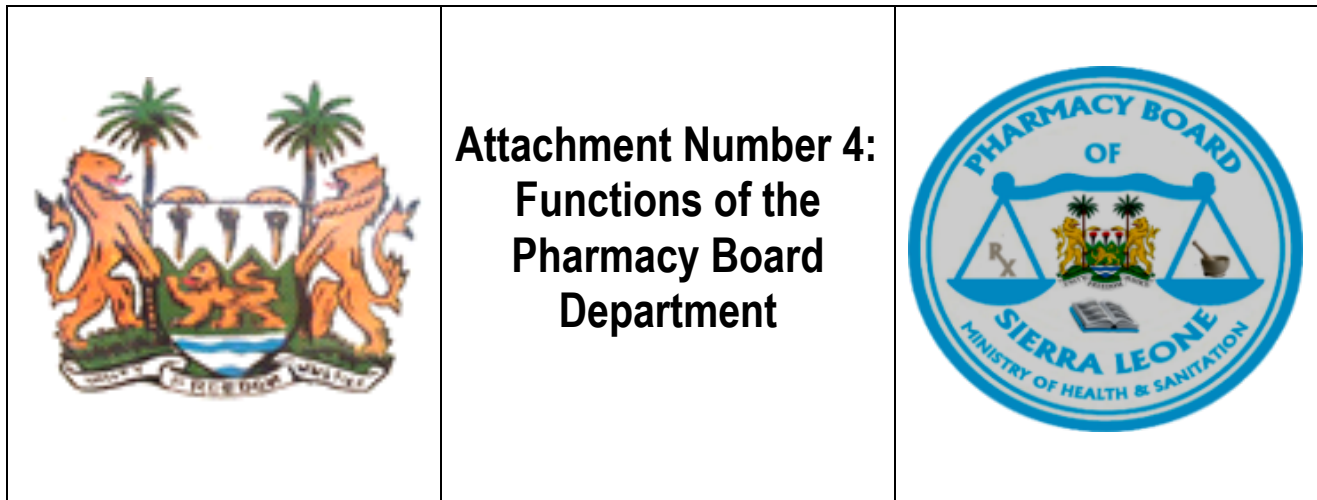 Attachment Number 4:
Functions of the
Pharmacy Board
Department
PHARMACY BOARD
OF
Rx
SIERRA LEONE
MINISTRY OF HEALTH & SANITATION